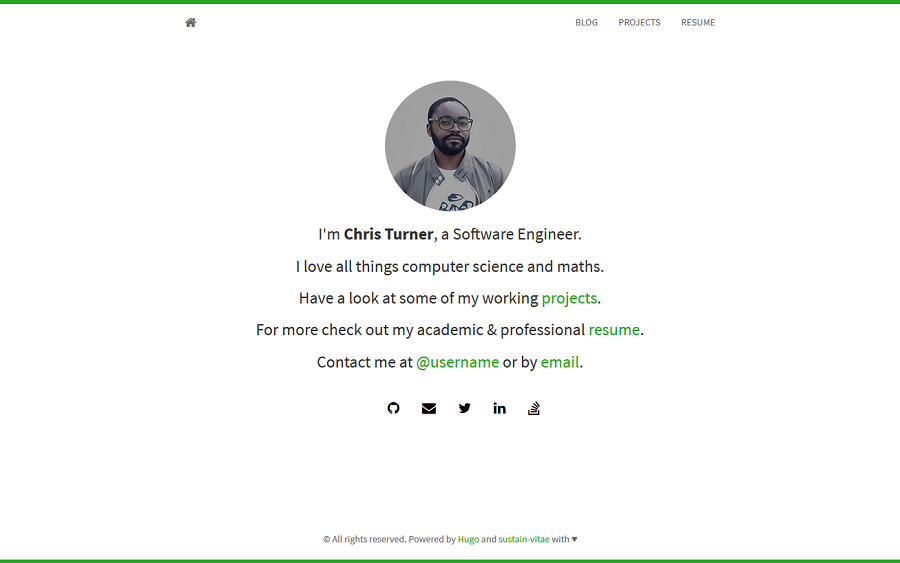 BLOG PROJECTS RESUME
I'm Chris Turner, a Software Engineer.
I love all things computer science and maths.
Have a look at some of my working projects.
For more check out my academic & professional resume.
Contact me at @username or by email.
© All rights reserved. Powered by Hugo and sustain-vitae with ♥